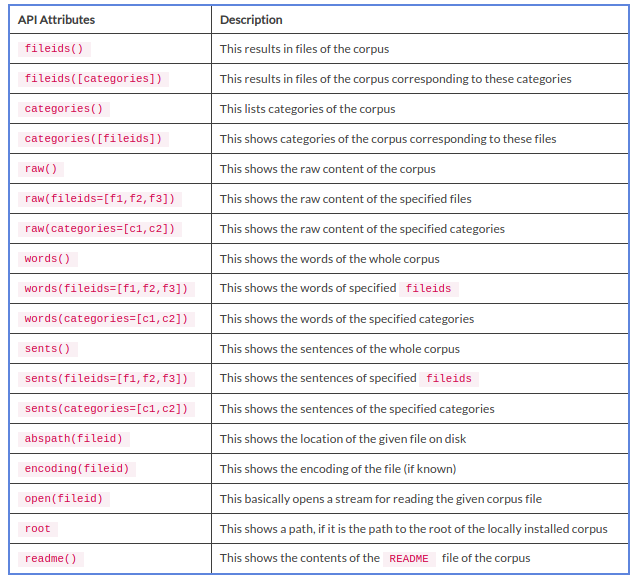 API Attributes Description
fileids() This results in files of the corpus
fileids([categories]) This results in files of the corpus corresponding to these categories
categories() This lists categories of the corpus
categories([fileids]) This shows categories of the corpus corresponding to these files
raw() This shows the raw content of the corpus
raw(fileids=[f1,f2,f3]) This shows the raw content of the specified files
raw(categories=[c1,c2]) This shows the raw content of the specified categories
words() This shows the words of the whole corpus
words(fileids=[f1,f2,f3]) This shows the words of specified fileids
words(categories=[c1,c2]) This shows the words of the specified categories
sents() This shows the sentences of the whole corpus
sents(fileids=[f1,f2,f3]) This shows the sentences of specified fileids
sents(categories=[c1,c2]) This shows the sentences of the specified categories
abspath(fileid) This shows the location of the given file on disk
encoding(fileid) This shows the encoding of the file (if known)
open(fileid) This basically opens a stream for reading the given corpus file
root This shows a path, if it is the path to the root of the locally installed corpus
readme() This shows the contents of the README file of the corpus